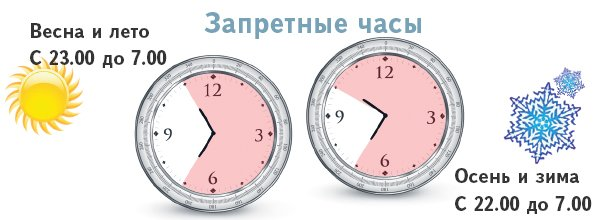 Запретные часы
Весна и лето
С 23.00 до 7.00
12
9
3
6
12
9
3
6
Осень и зима
С 22.00 до 7.00